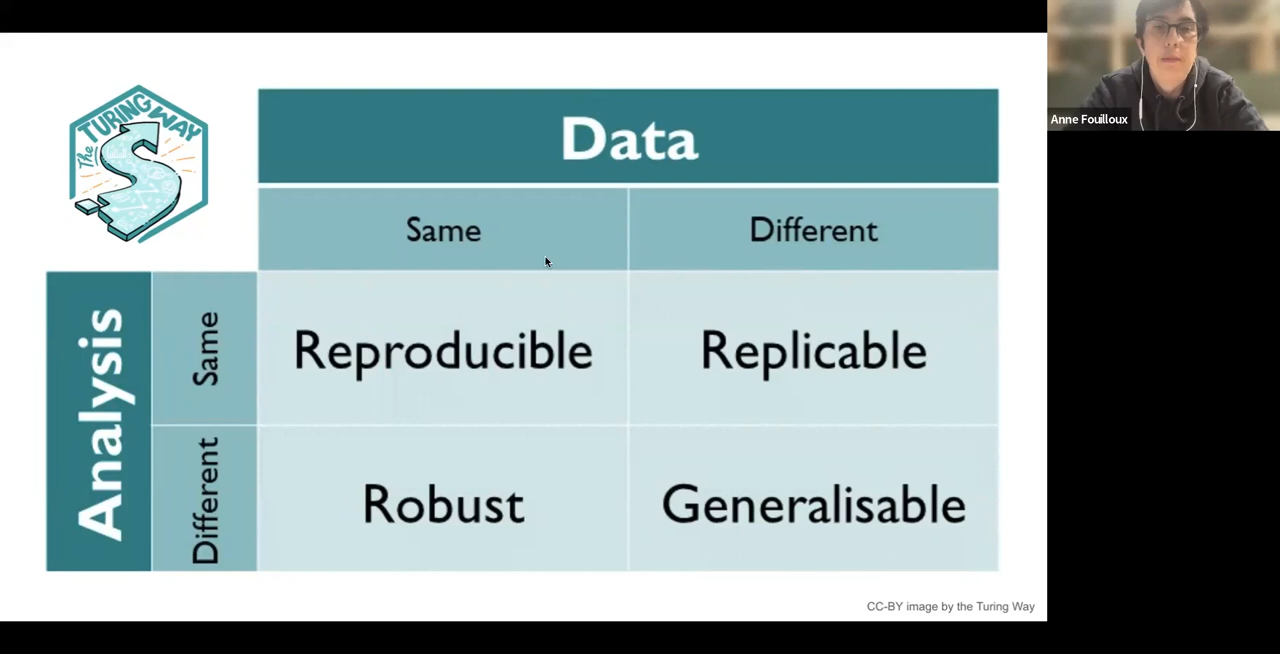 The TURING WAY
Data
Same
Different
Analysis
Same
Reproducible
Replicable
Different
Robust
Generalisable
CC-BY image by the Turing Way
Anne Fouilloux